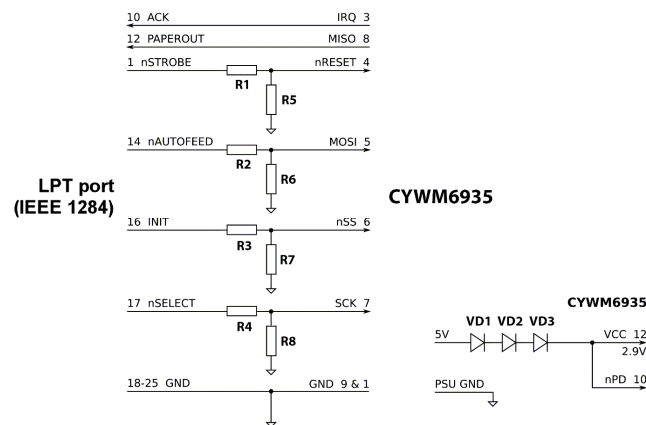 10 ACK IRQ 3
12 PAPEROUT MISO 8
1 nSTROBE nRESET 4
R1
R5
14 nAUTOFEED MOSI 5
R2
R6
LPT port
(IEEE 1284)
CYWM6935
16 INIT nSS 6
R3
R7
17 nSELECT SCK 7
R4
R8
18-25 GND GND 9 & 1
CYWM6935
VD1 VD2 VD3
5V VCC 12
2.9V
PSU GND nPD 10